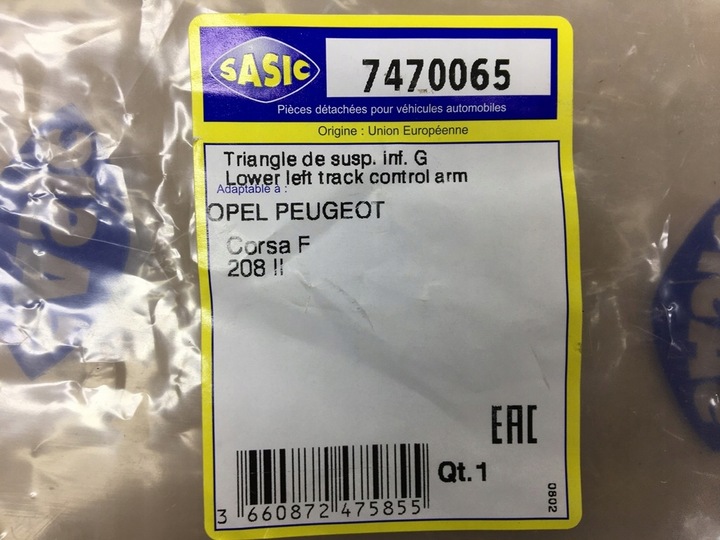 SASIC
7470065
Pièces détachées pour véhicules automobiles
Origine : Union Européenne
Triangle de susp. inf. G
Lower left track control arm
Adaptable à :
OPEL PEUGEOT
Corsa F
208 II
EAC
Qt.1
3 660872 475855
0802